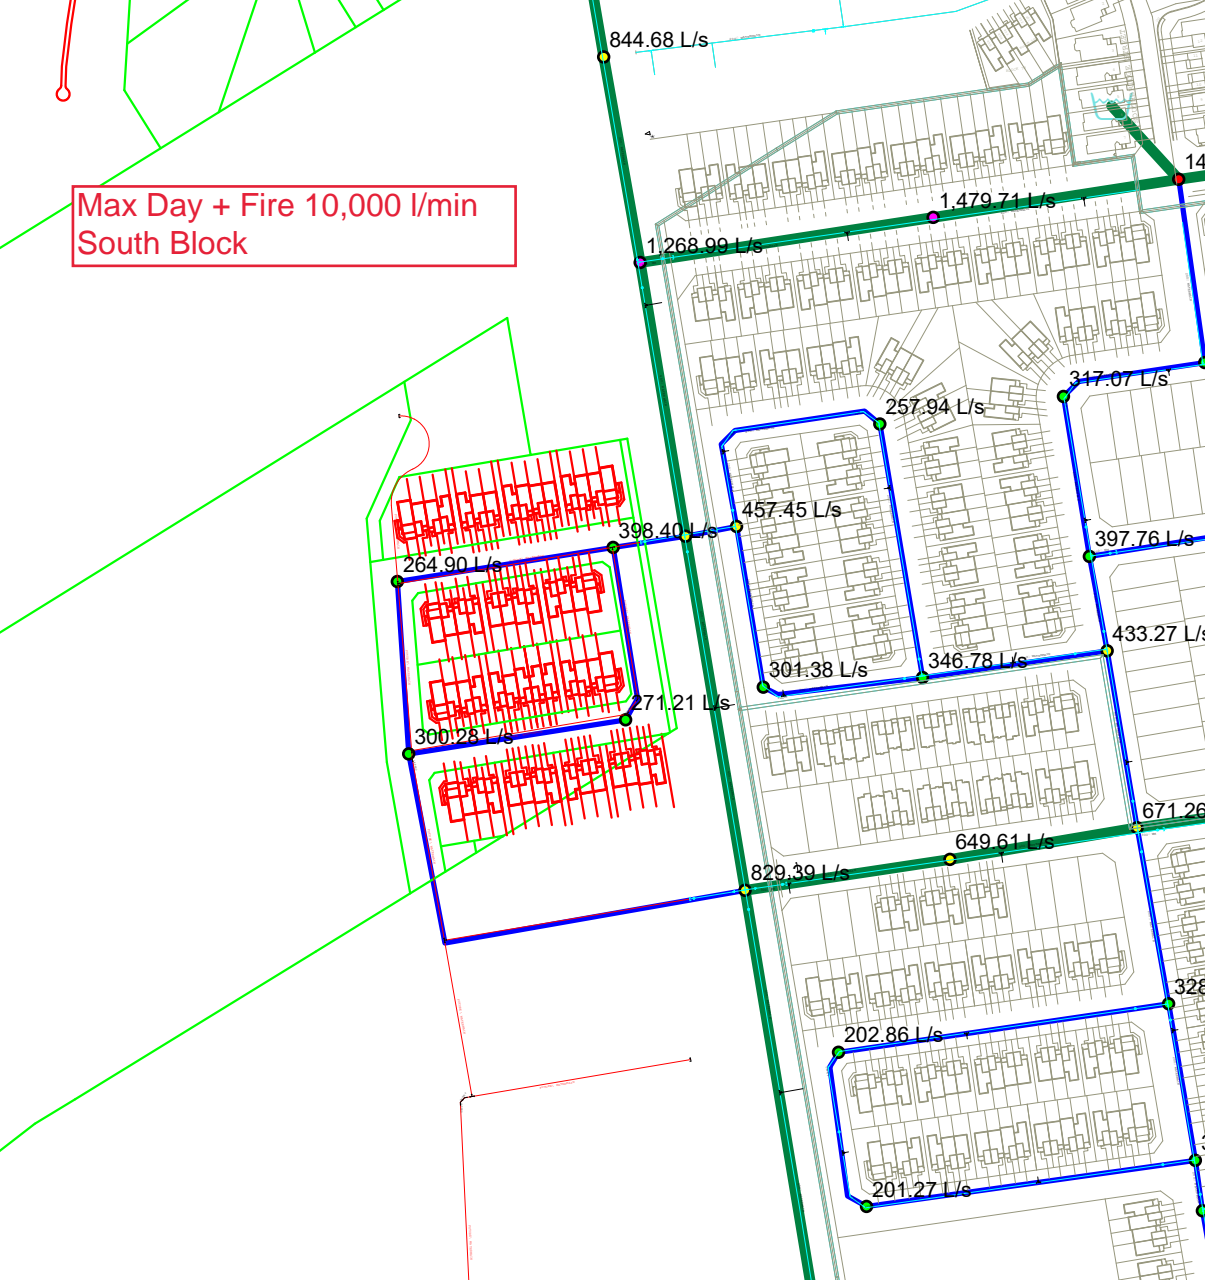 844.68 L/s
14
1,479.71 L/s
Max Day + Fire 10,000 l/min
South Block
1,268.99 L/s
317.07 L/s
257.94 L/s
457.45 L/s
398.40 L/s
397.76 L/s
264.90 L/s
433.27 L/s
346.78 L/s
301.38 L/s
271.21 L/s
300.28 L/s
671.26
649.61 L/s
829.39 L/s
328
202.86 L/s
201.27 L/s